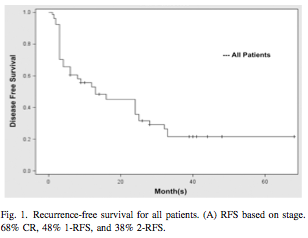 1.0
0.8
0.6
0.4
0.2
0.0
Disease Free Survival
--- All Patients
0
20
40
60
Month(s)
Fig. 1. Recurrence-free survival for all patients. (A) RFS based on stage.
68% CR, 48% 1-RFS, and 38% 2-RFS.